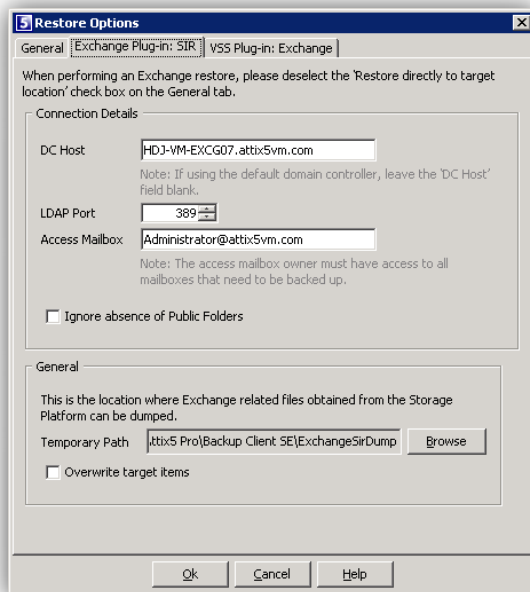 5 Restore Options
General Exchange Plug-in: SIR VSS Plug-in: Exchange
When performing an Exchange restore, please deselect the 'Restore directly to target
location' check box on the General tab.
Connection Details
DC Host HDJ-VM-EXCG07.attix5vm.com
Note: If using the default domain controller, leave the 'DC Host'
field blank.
LDAP Port 389
Access Mailbox Administrator@attix5vm.com
Note: The access mailbox owner must have access to all
mailboxes that need to be backed up.
Ignore absence of Public Folders
General
This is the location where Exchange related files obtained from the Storage
Platform can be dumped.
Temporary Path .ttix5 Pro\Backup Client SE\ExchangeSirDump Browse
Overwrite target items
Ok Cancel Help